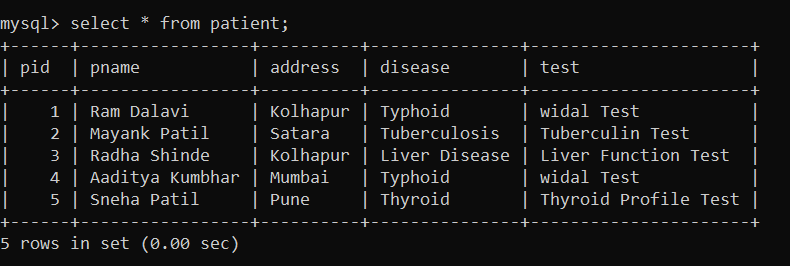 mysql> select * from patient;
+------+-----------------+----------+---------------+----------------------+
| pid  | pname           | address  | disease       | test                 |
+------+-----------------+----------+---------------+----------------------+
|    1 | Ram Dalavi      | Kolhapur | Typhoid       | widal Test           |
|    2 | Mayank Patil    | Satara   | Tuberculosis  | Tuberculin Test      |
|    3 | Radha Shinde    | Kolhapur | Liver Disease | Liver Function Test  |
|    4 | Aaditya Kumbhar | Mumbai   | Typhoid       | widal Test           |
|    5 | Sneha Patil     | Pune     | Thyroid       | Thyroid Profile Test |
+------+-----------------+----------+---------------+----------------------+
5 rows in set (0.00 sec)